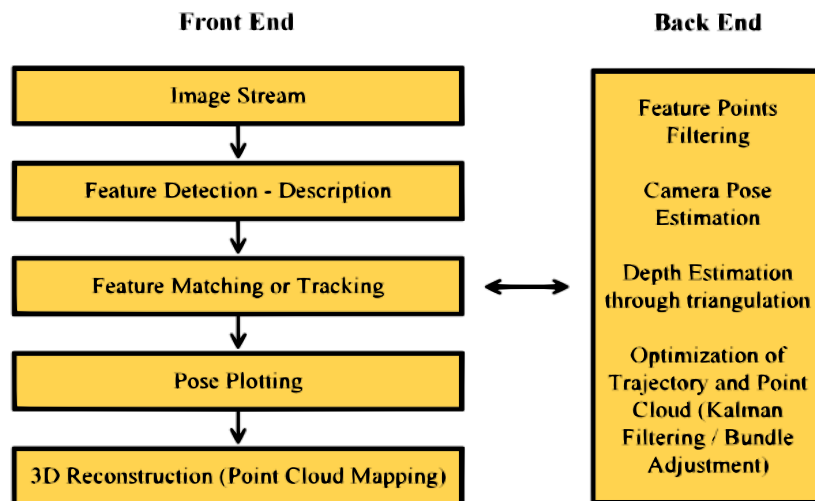 Front End
Image Stream
Feature Detection - Description
Feature Matching or Tracking
Pose Plotting
3D Reconstruction (Point Cloud Mapping)
Back End
Feature Points
Filtering
Camera Pose
Estimation
Depth Estimation
through triangulation
Optimization of
Trajectory and Point
Cloud (Kalman
Filtering / Bundle
Adjustment)